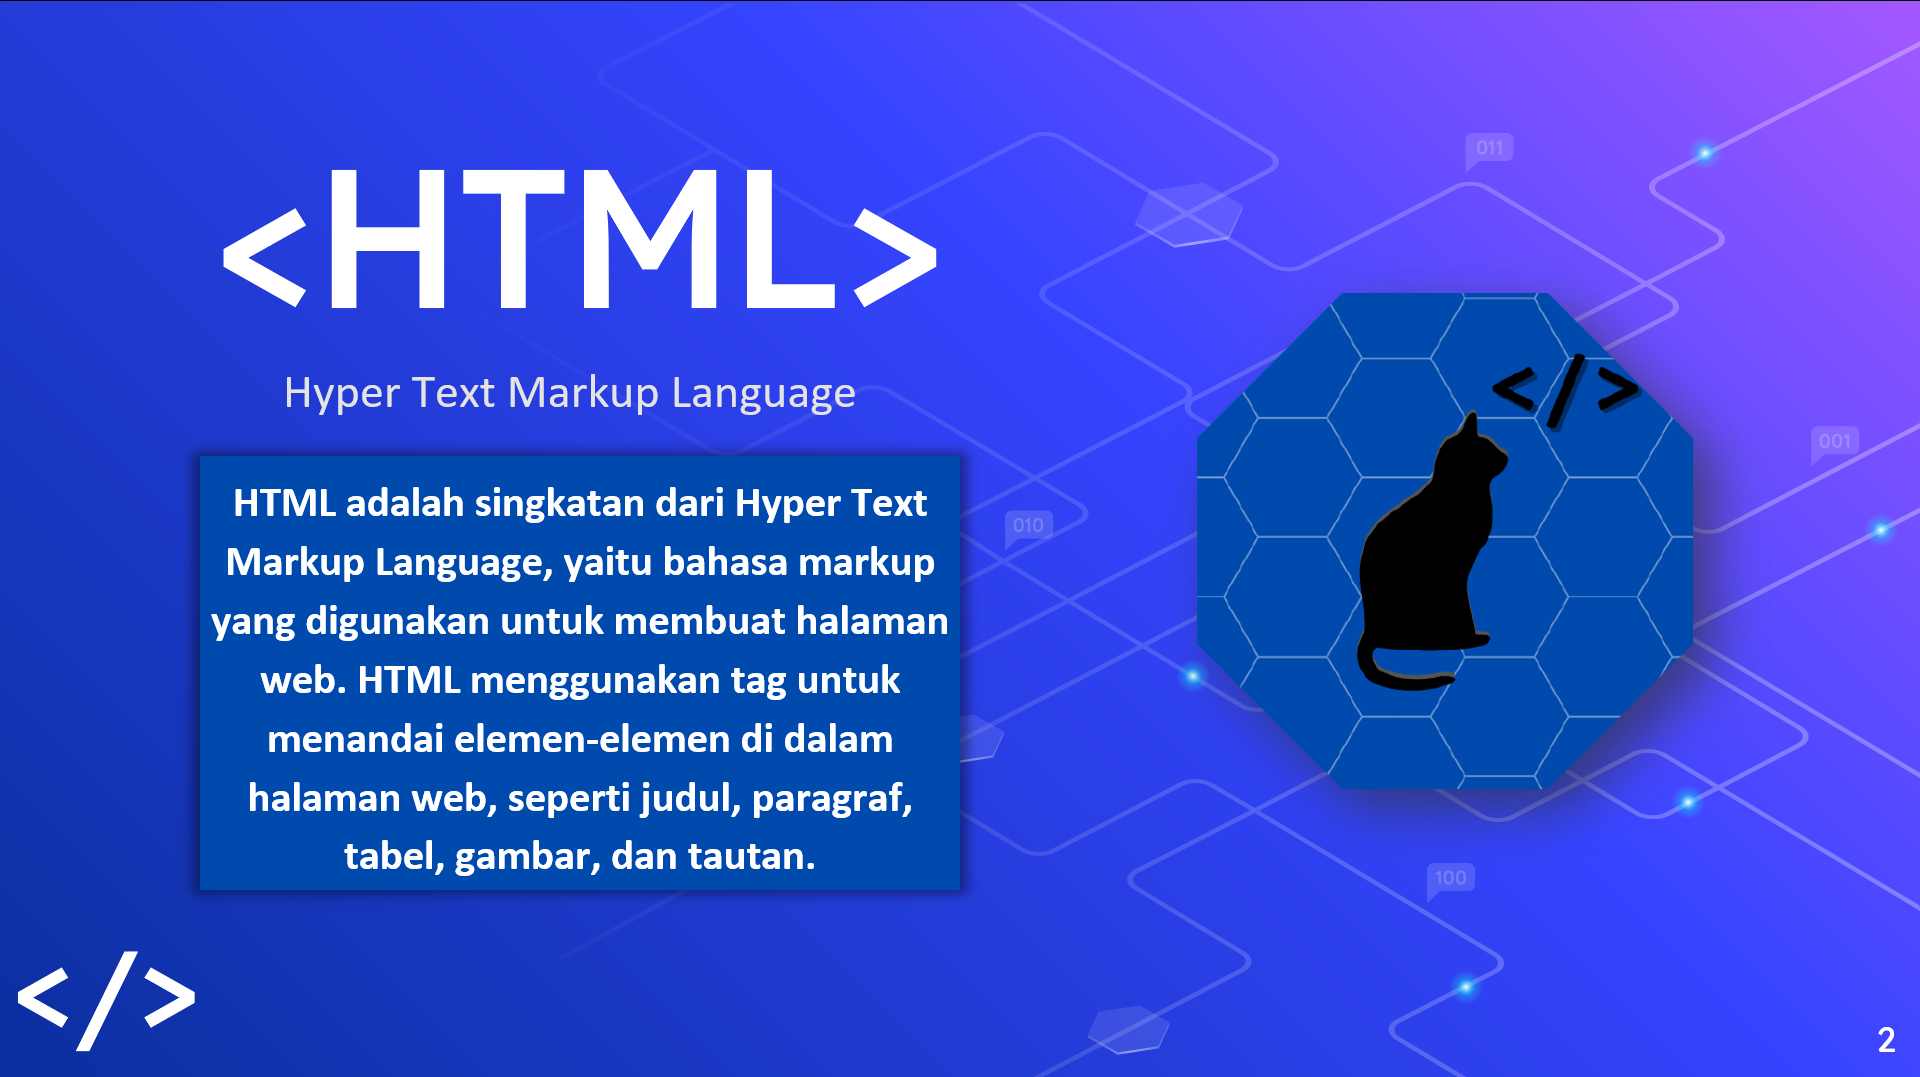 <HTML>
Hyper Text Markup Language
HTML adalah singkatan dari Hyper Text
Markup Language, yaitu bahasa markup
yang digunakan untuk membuat halaman
web. HTML menggunakan tag untuk
menandai elemen-elemen di dalam
halaman web, seperti judul, paragraf,
tabel, gambar, dan tautan.
011
</>
001
010
100
</>
2